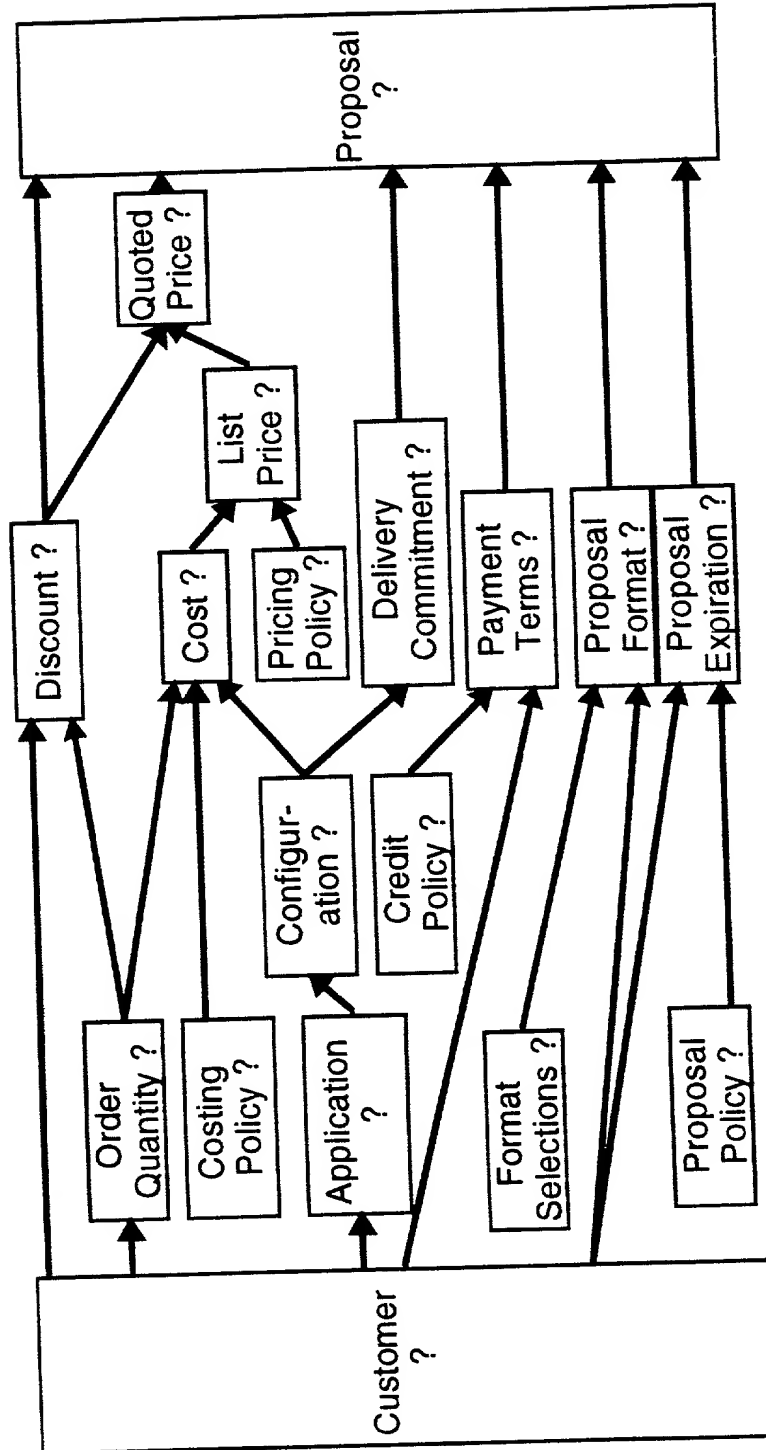 Customer
?
Order
Quantity ?
Costing
Policy ?
Application
?
Format
Selections ?
Proposal
Policy ?
Configur-
ation ?
Credit
Policy ?
Discount ?
Cost ?
Pricing
Policy ?
Delivery
Commitment ?
Payment
Terms ?
Proposal
Format ?
Proposal
Expiration ?
List
Price ?
Quoted
Price ?
Proposal
?